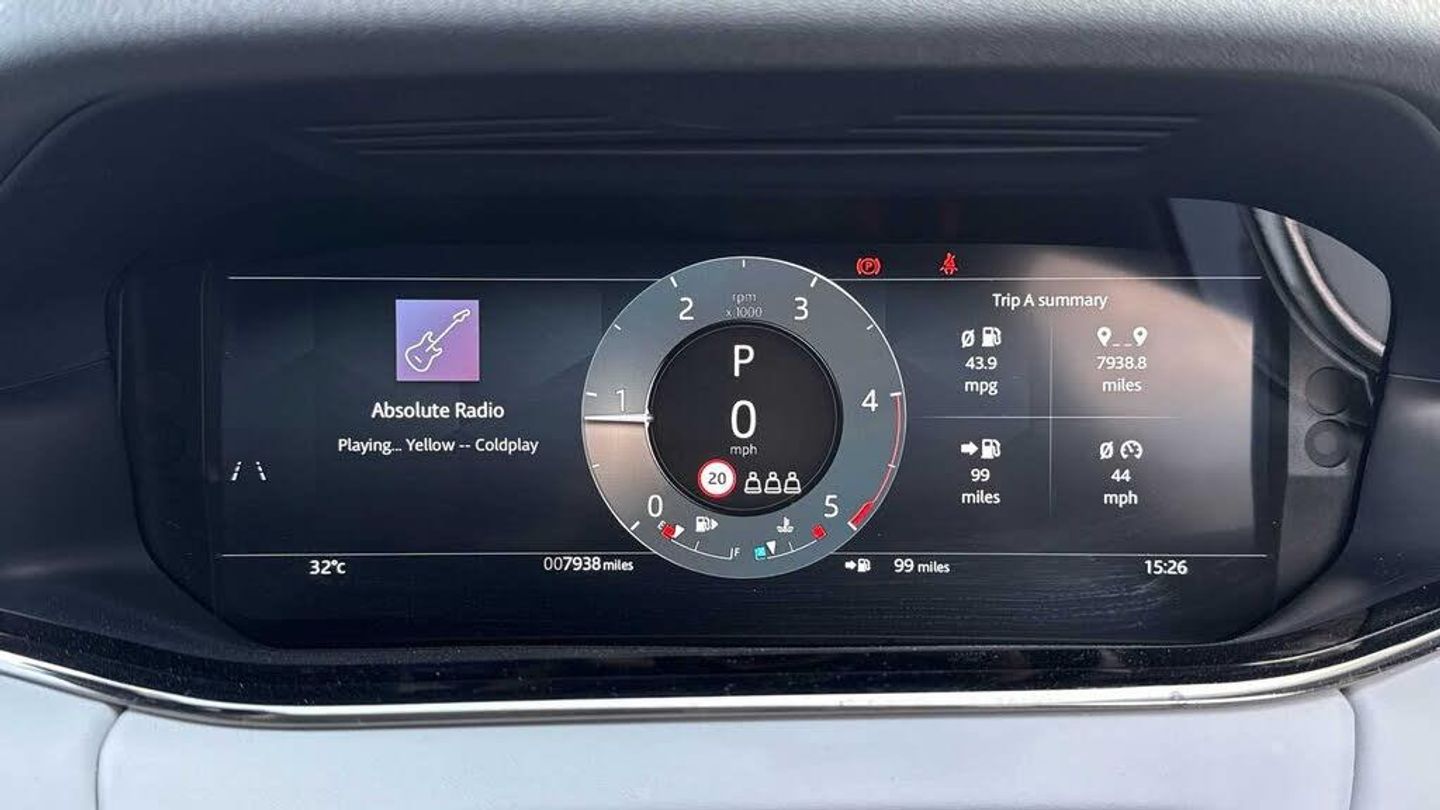 Absolute Radio
Playing... Yellow -- Coldplay
32°C
007938 miles
rpm
x 1000
0
1
2
3
4
5
P
0
mph
20
E
F
P
Trip A summary
Ø
43.9
mpg
7938.8
miles
99
miles
Ø
44
mph
99 miles
15:26